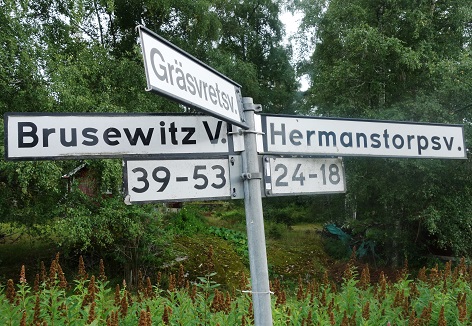 Gräsvretsv.
Brusewitz V.
Hermanstorpsv.
39-53
24-18